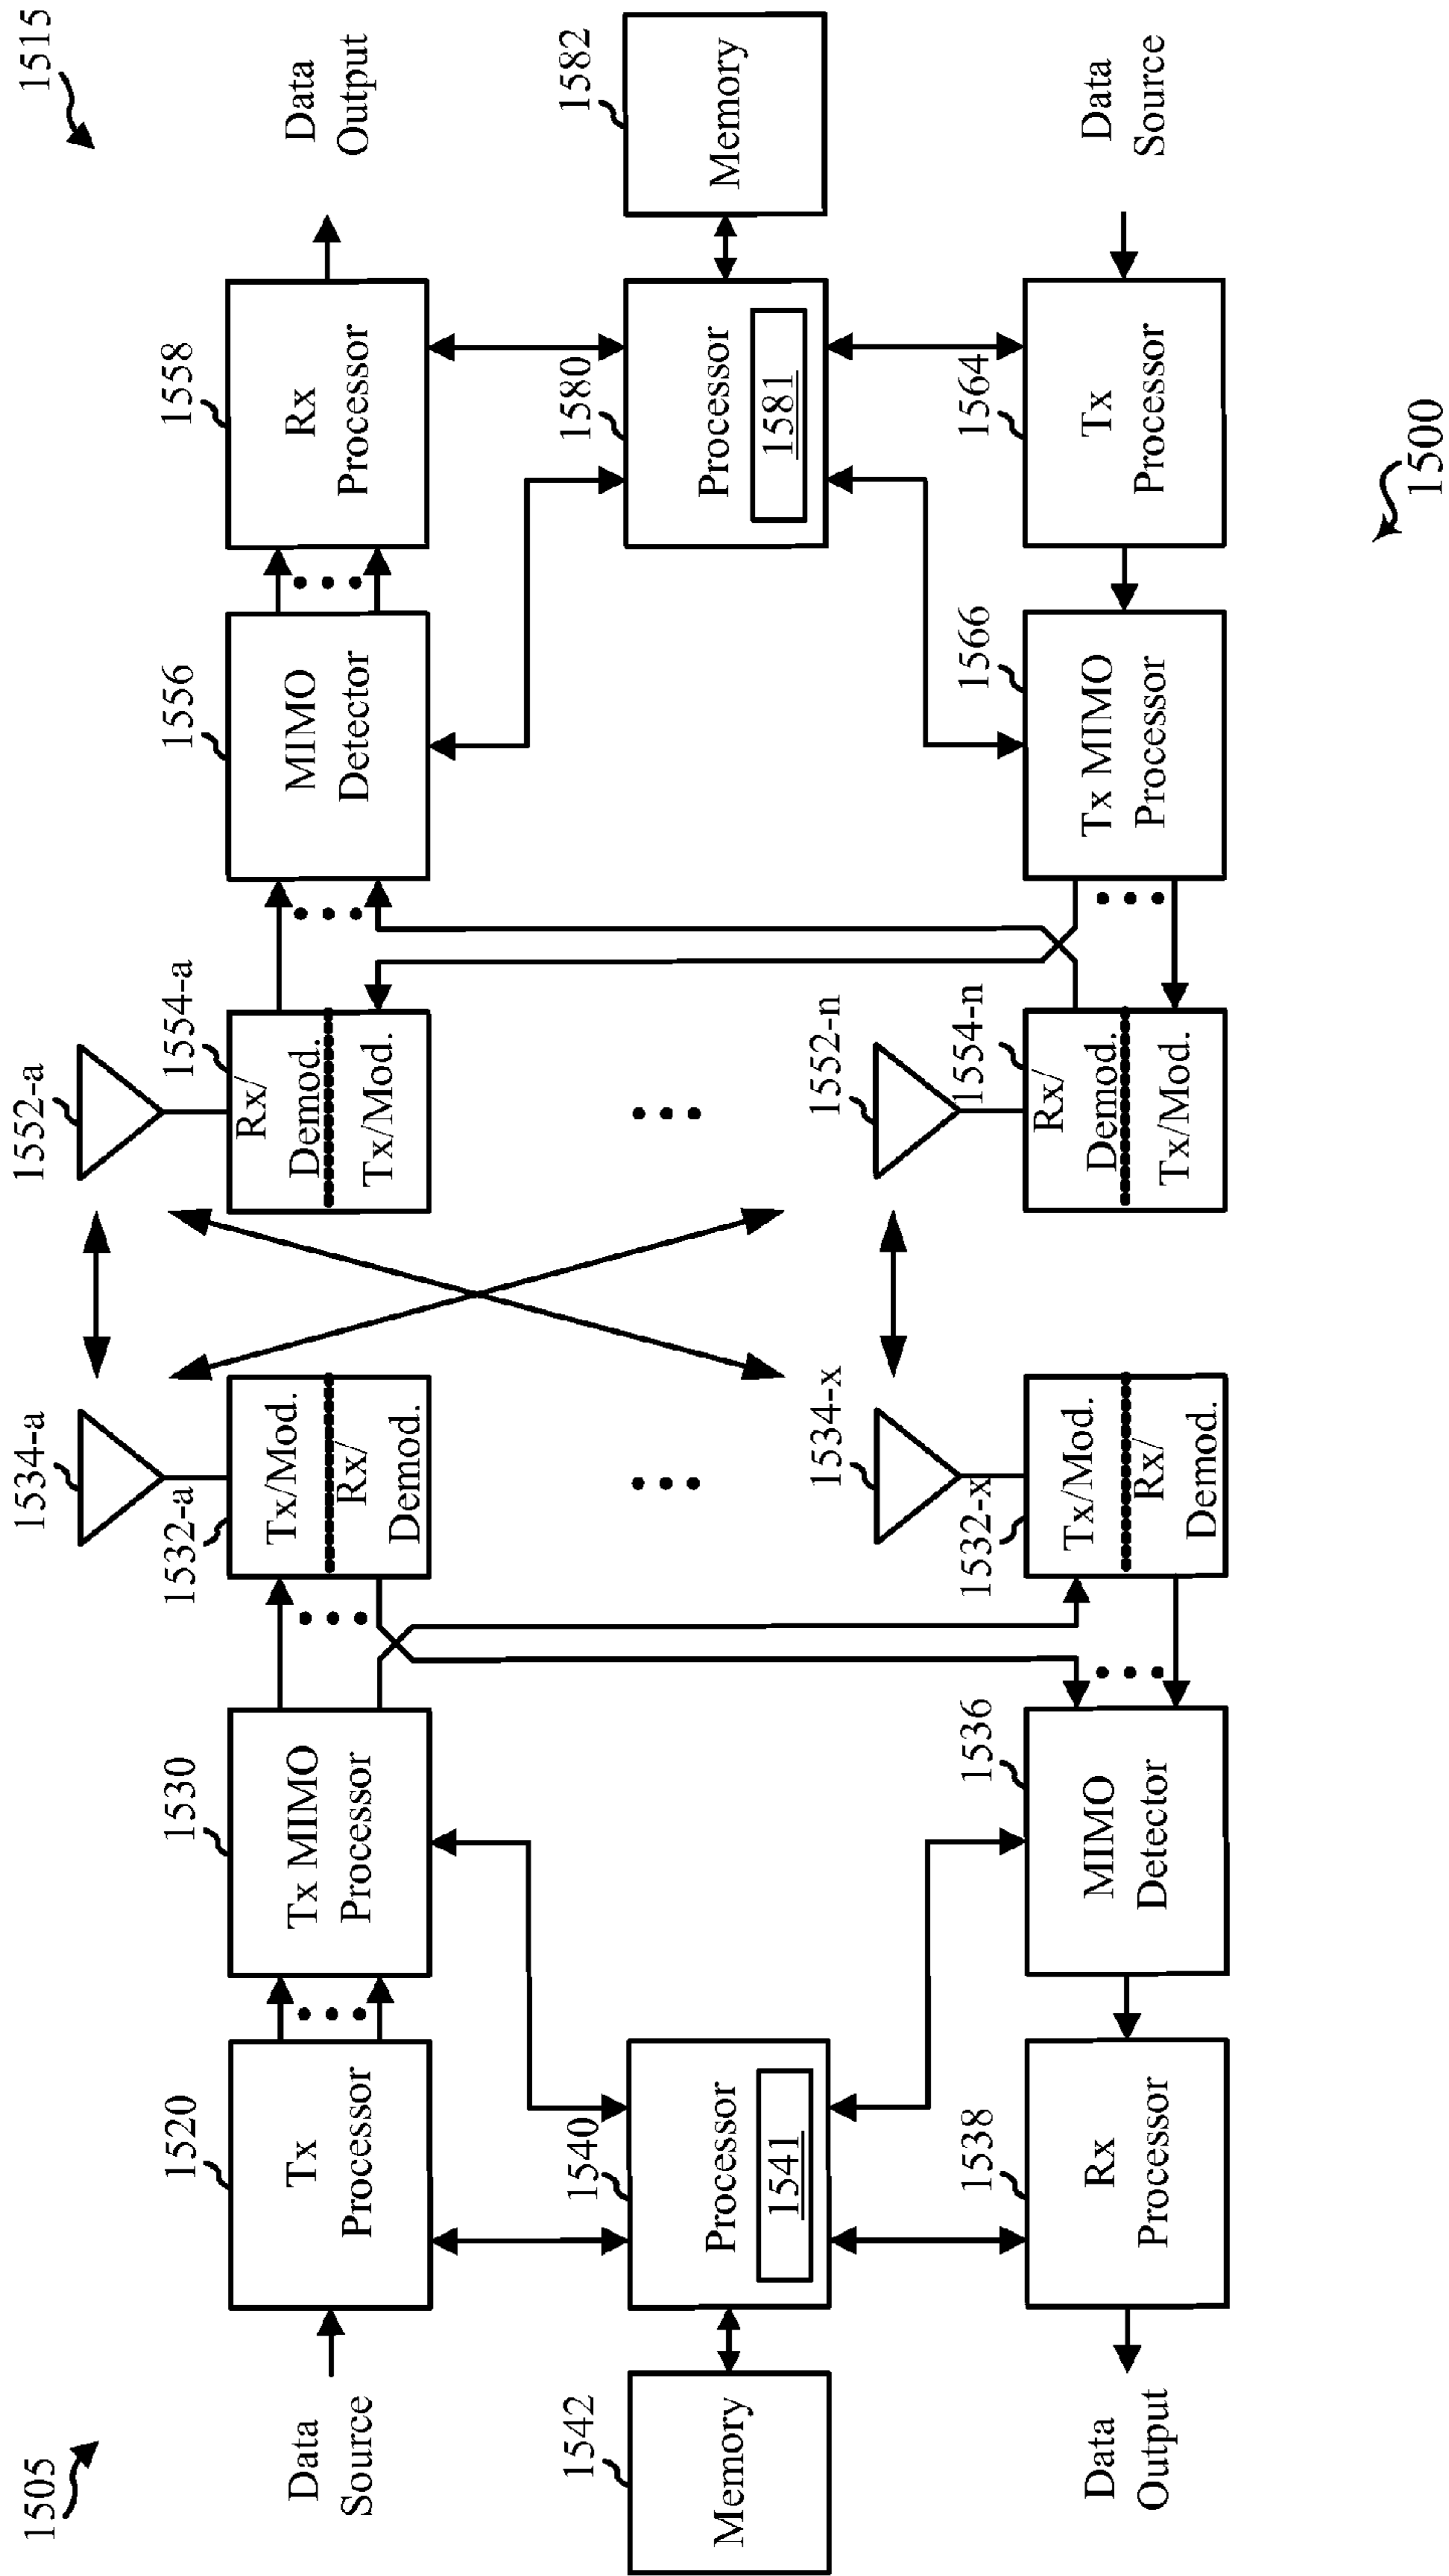 1505
1515
1534-a
1552-a
1520
1530
1532-a
1554-a
1556
1558
Data
Source
Tx
Processor
Tx MIMO
Processor
Tx/Mod.
Rx/
Demod.
Rx/
Demod.
Tx/Mod.
MIMO
Detector
Rx
Processor
Data
Output
1542
Memory
1540
Processor
1541
1580
Processor
1581
1582
Memory
1534-x
1552-n
1538
1536
1532-x
1554-n
1566
1564
Data
Output
Rx
Processor
MIMO
Detector
Tx/Mod.
Rx/
Demod.
Rx/
Demod.
Tx/Mod.
Tx MIMO
Processor
Tx
Processor
Data
Source
1500